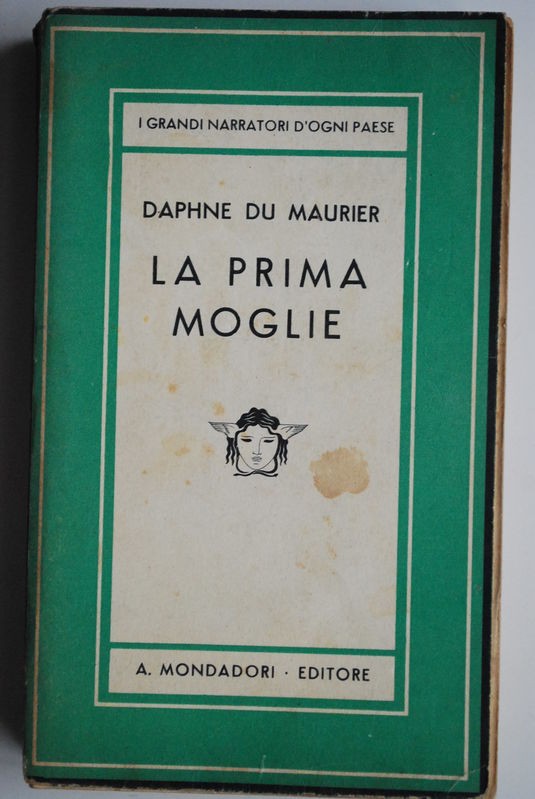 I GRANDI NARRATORI D'OGNI PAESE
DAPHNE DU MAURIER
LA PRIMA
MOGLIE
A. MONDADORI · EDITORE